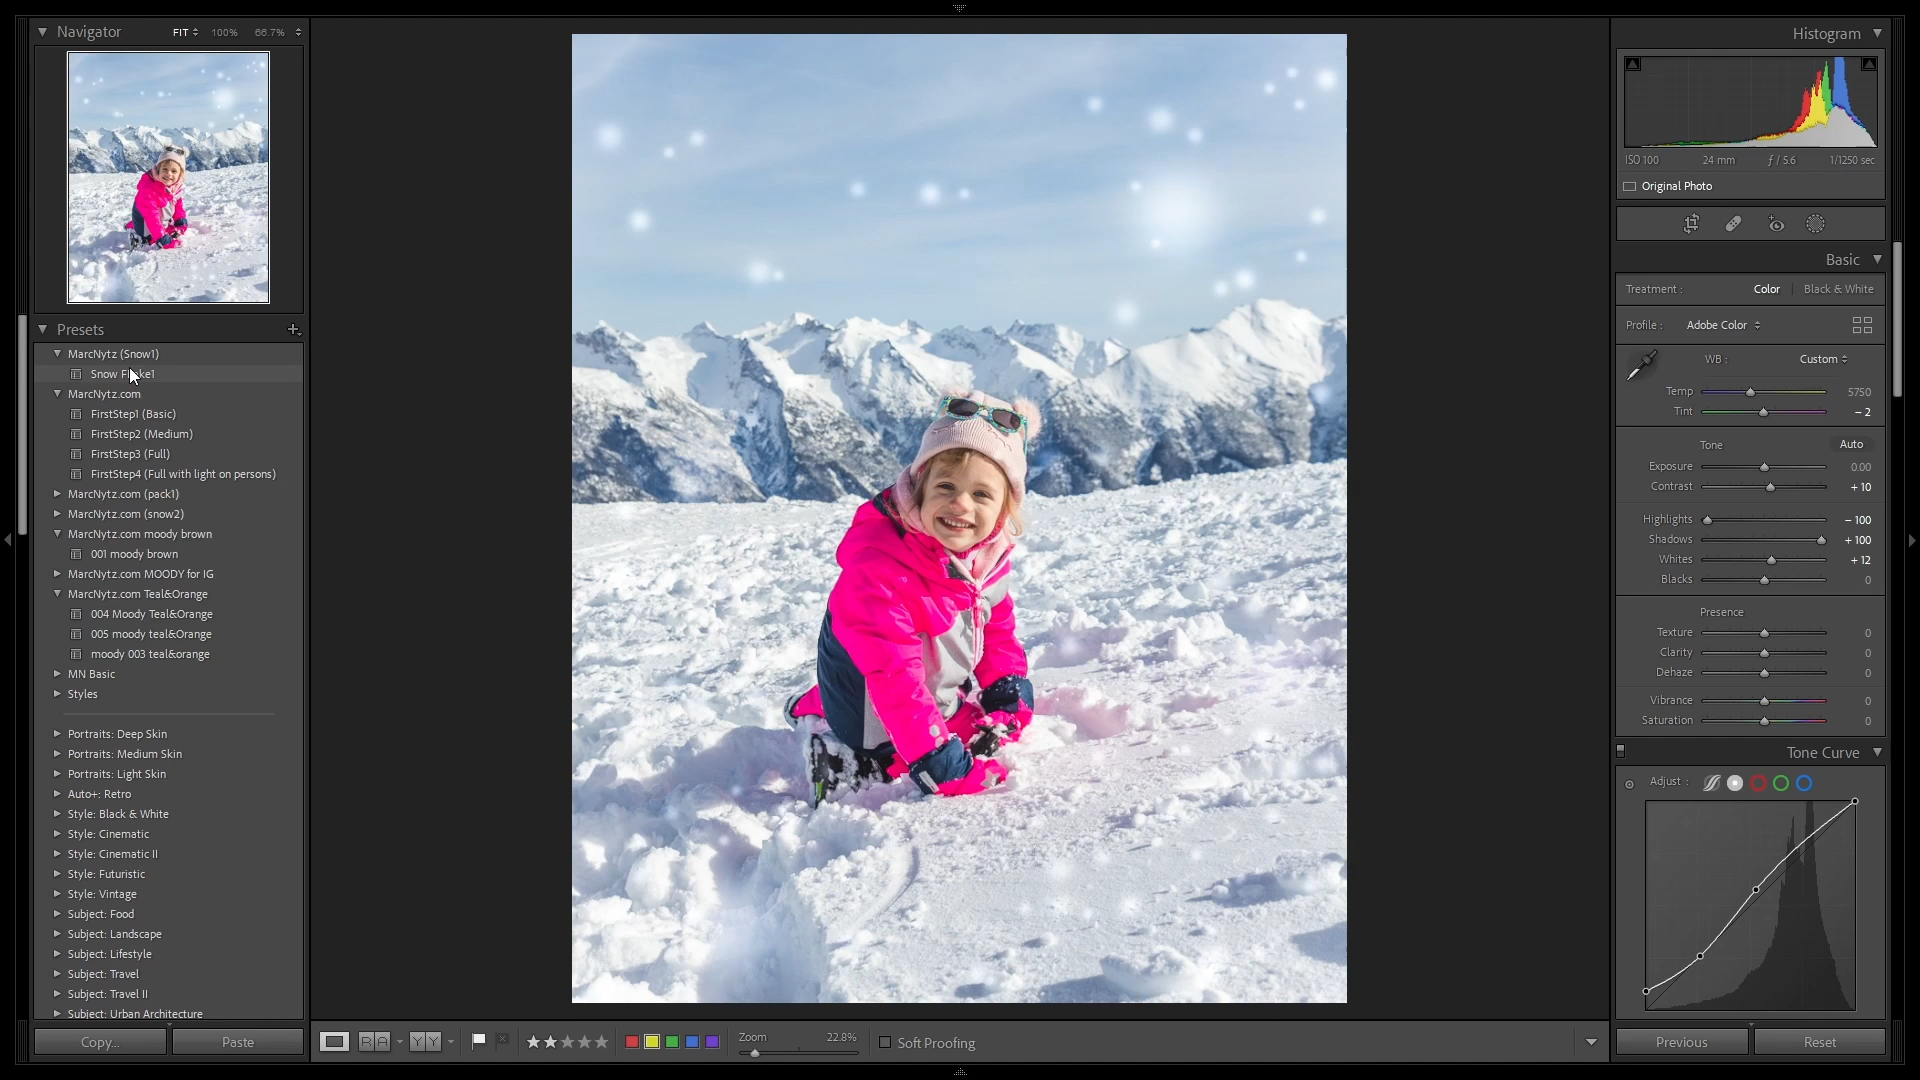 Navigator FIT 100% 66.7%
Presets
MarcNytz (Snow1)
Snow Flake1
MarcNytz.com
FirstStep1 (Basic)
FirstStep2 (Medium)
FirstStep3 (Full)
FirstStep4 (Full with light on persons)
MarcNytz.com (pack1)
MarcNytz.com (snow2)
MarcNytz.com moody brown
001 moody brown
MarcNytz.com MOODY for IG
MarcNytz.com Teal&Orange
004 Moody Teal&Orange
005 moody teal&Orange
moody 003 teal&orange
MN Basic
Styles
Portraits: Deep Skin
Portraits: Medium Skin
Portraits: Light Skin
Auto+: Retro
Style: Black & White
Style: Cinematic
Style: Cinematic II
Style: Futuristic
Style: Vintage
Subject: Food
Subject: Landscape
Subject: Lifestyle
Subject: Travel
Subject: Travel II
Subject: Urban Architecture
Copy... Paste
R A Y Y Zoom 22.8% Soft Proofing
Histogram
ISO 100 24 mm ƒ / 5.6 1/1250 sec
Original Photo
Basic
Treatment : Color Black & White
Profile : Adobe Color
WB : Custom
Temp 5750
Tint – 2
Tone Auto
Exposure 0.00
Contrast + 10
Highlights – 100
Shadows + 100
Whites + 12
Blacks 0
Presence
Texture 0
Clarity 0
Dehaze 0
Vibrance 0
Saturation 0
Tone Curve
Adjust :
Previous Reset